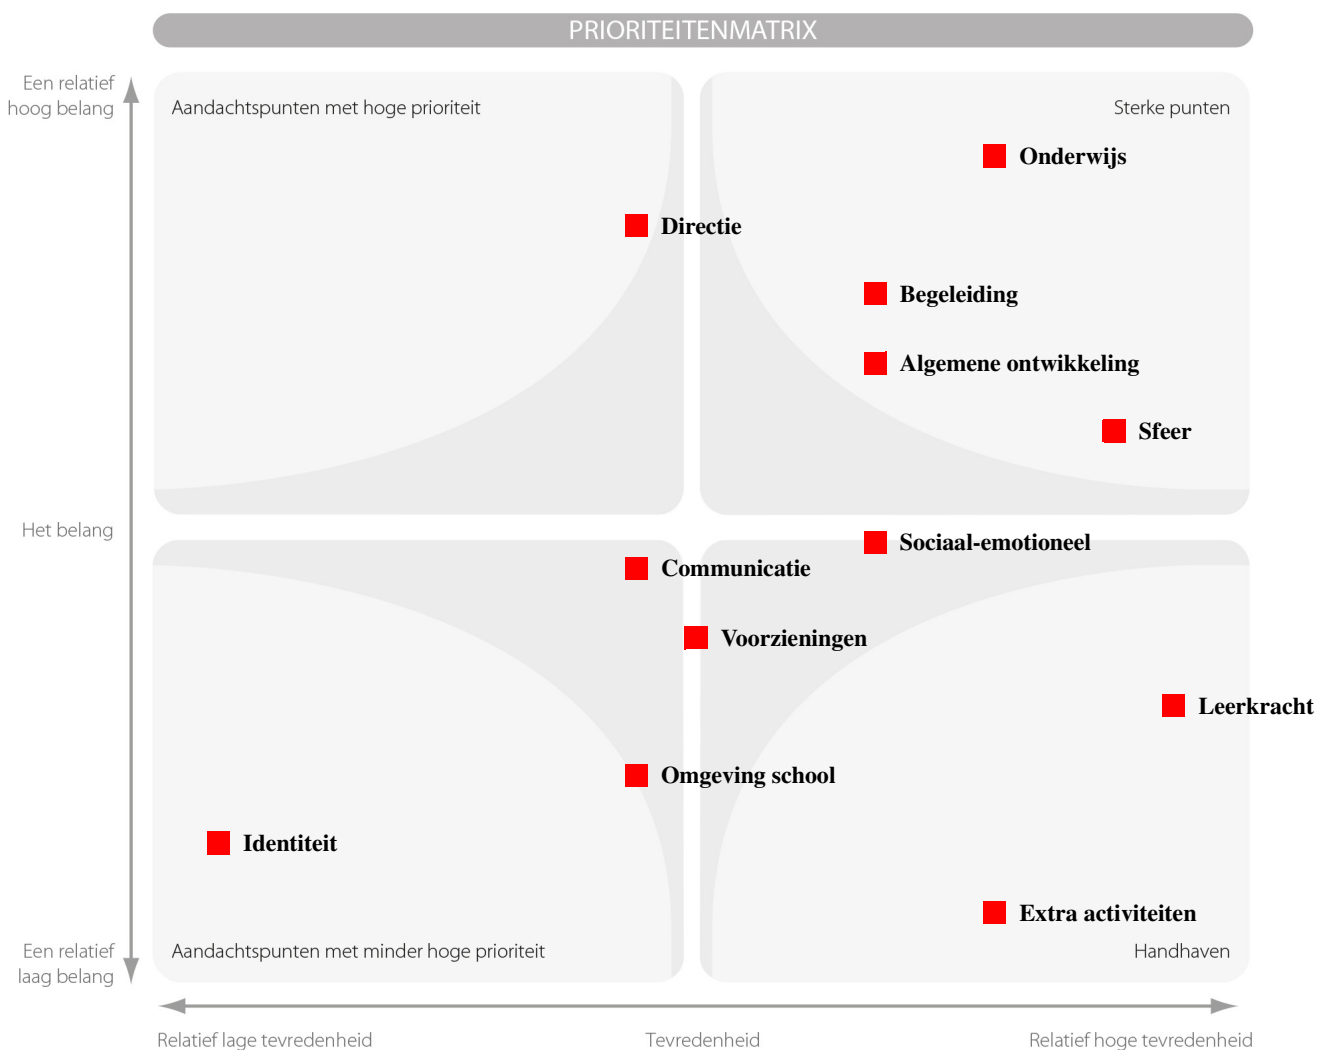 PRIORITEITENMATRIX
Een relatief
hoog belang
Aandachtspunten met hoge prioriteit
Sterke punten
Onderwijs
Directie
Begeleiding
Algemene ontwikkeling
Sfeer
Het belang
Sociaal-emotioneel
Communicatie
Voorzieningen
Leerkracht
Omgeving school
Identiteit
Extra activiteiten
Een relatief
laag belang
Aandachtspunten met minder hoge prioriteit
Handhaven
Relatief lage tevredenheid
Tevredenheid
Relatief hoge tevredenheid